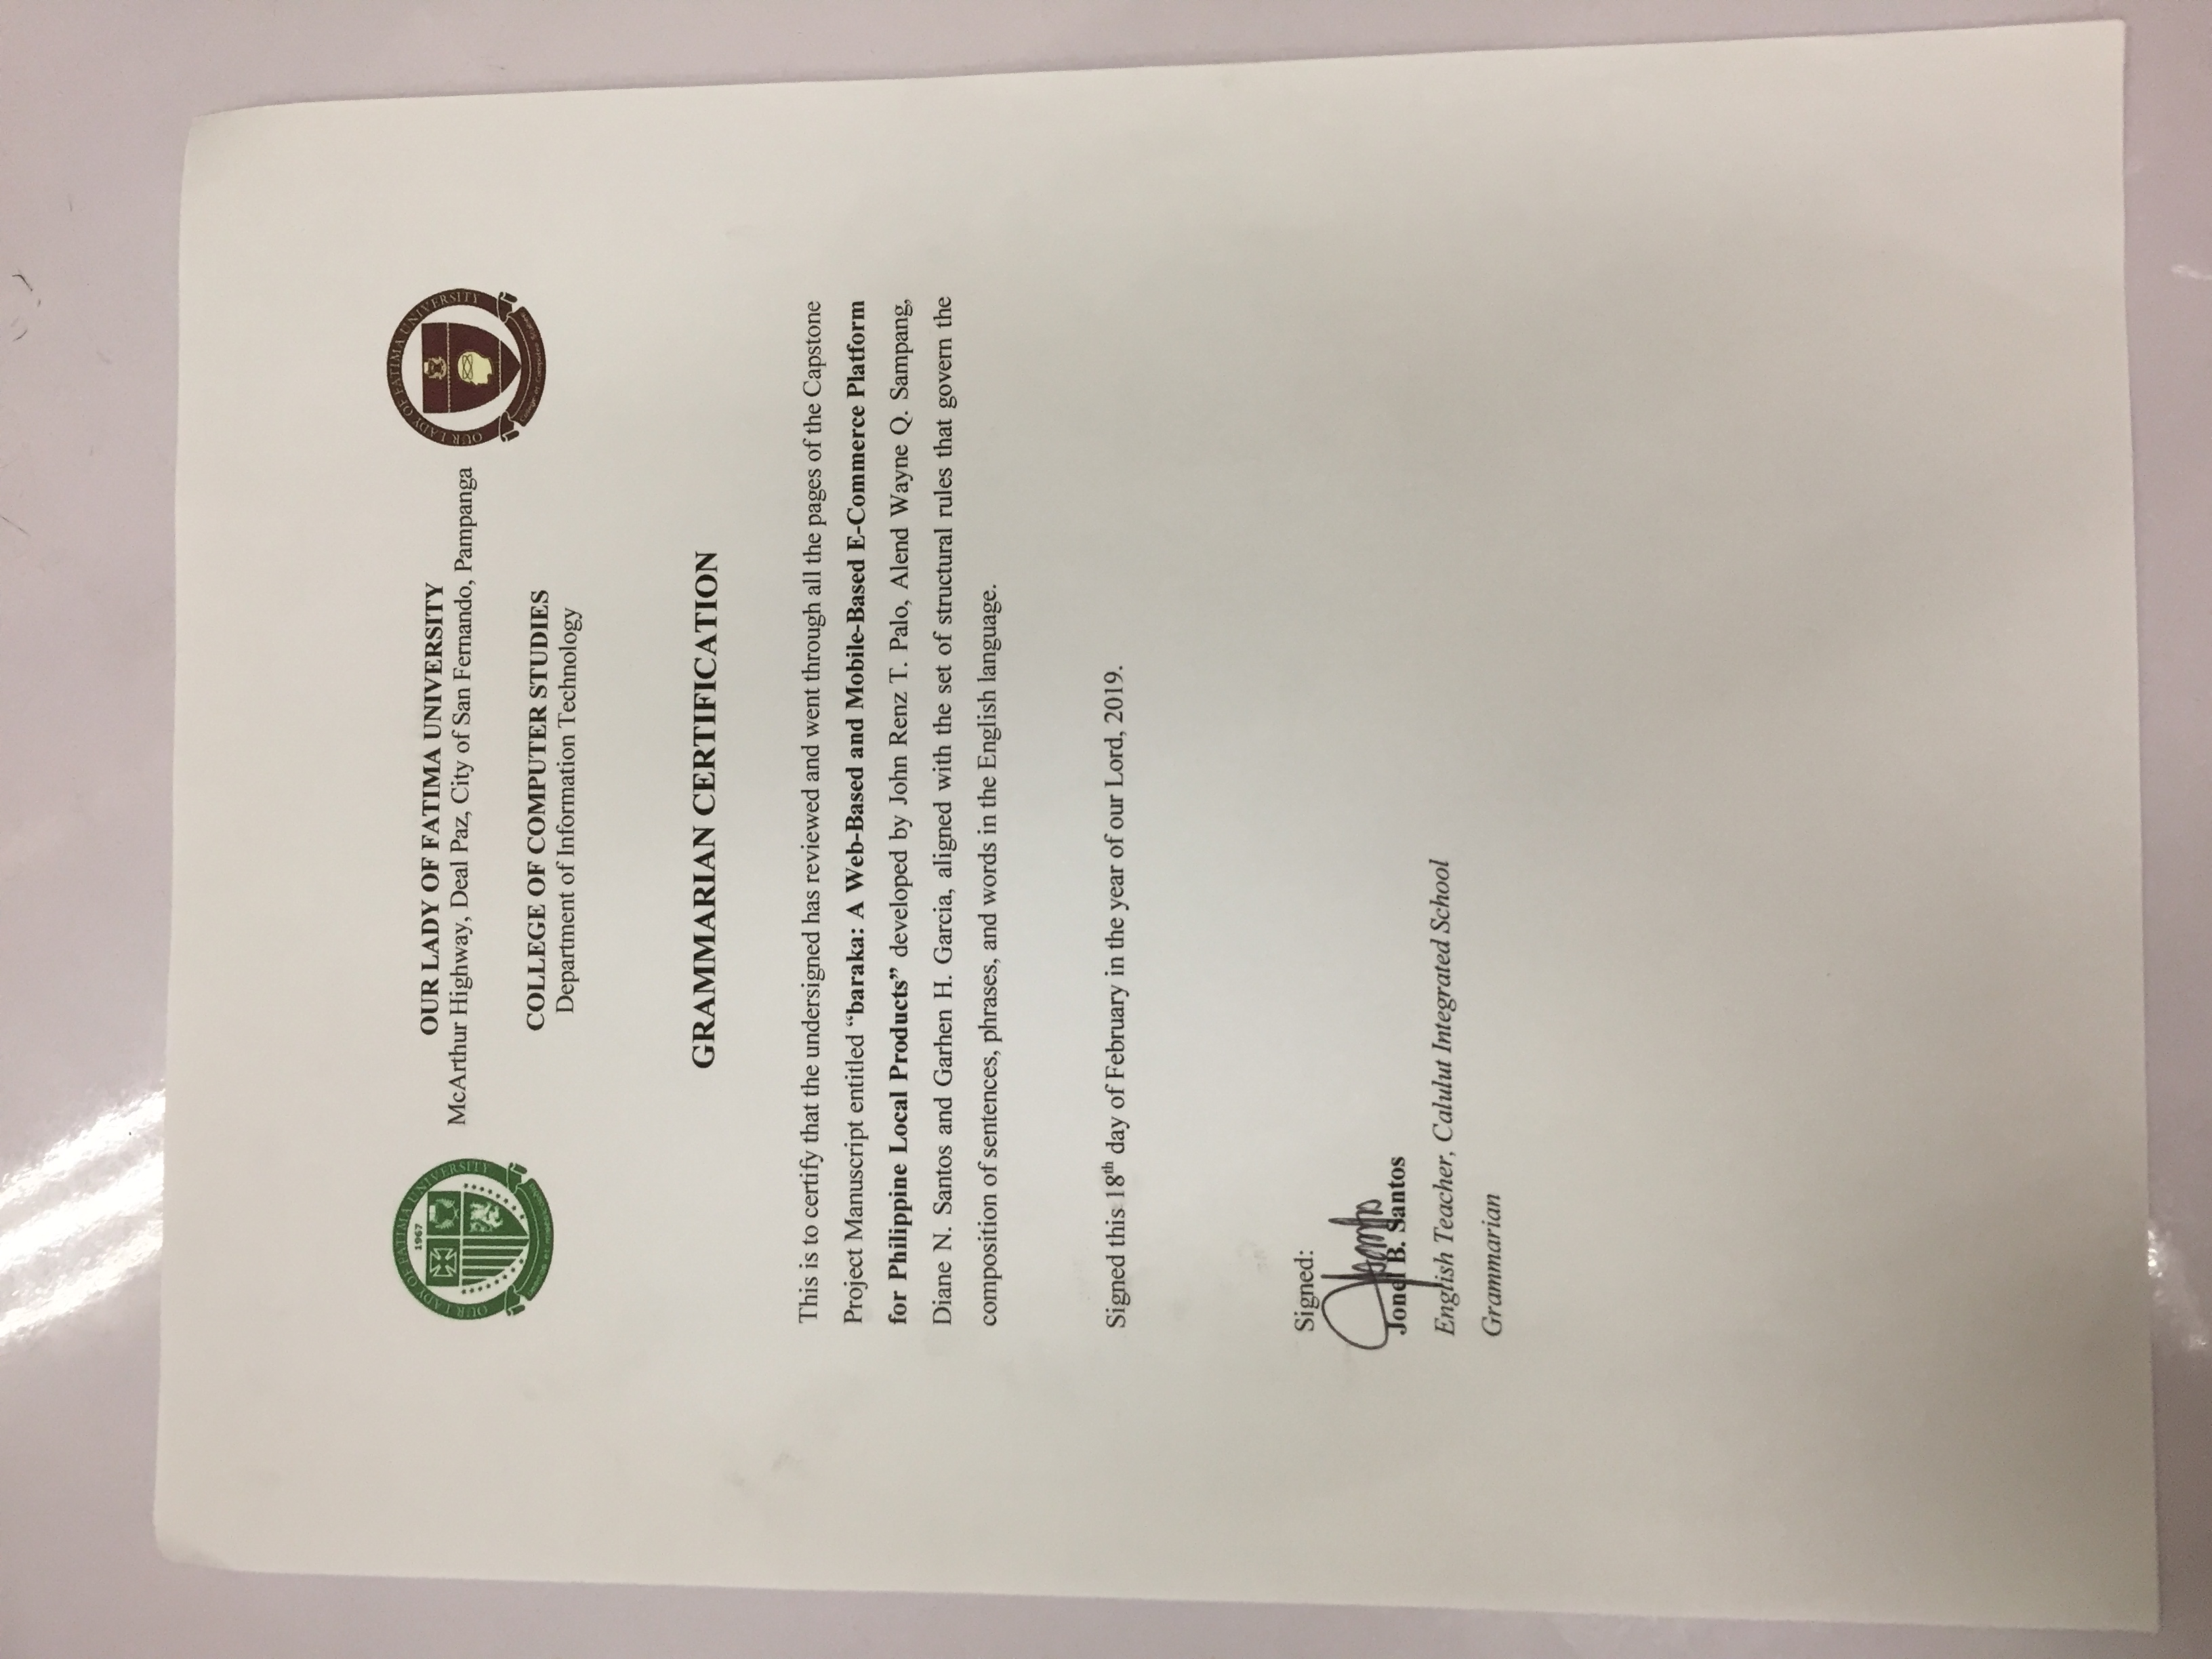 OUR LADY OF FATIMA UNIVERSITY
1967
OUR LADY OF FATIMA UNIVERSITY
McArthur Highway, Deal Paz, City of San Fernando, Pampanga
OUR LADY OF FATIMA UNIVERSITY
College of Computer Studies
COLLEGE OF COMPUTER STUDIES
Department of Information Technology
GRAMMARIAN CERTIFICATION
This is to certify that the undersigned has reviewed and went through all the pages of the Capstone
Project Manuscript entitled “baraka: A Web-Based and Mobile-Based E-Commerce Platform
for Philippine Local Products” developed by John Renz T. Palo, Alend Wayne Q. Sampang,
Diane N. Santos and Garhen H. Garcia, aligned with the set of structural rules that govern the
composition of sentences, phrases, and words in the English language.
Signed this 18th day of February in the year of our Lord, 2019.
Signed:
Jonel B. Santos
English Teacher, Calulut Integrated School
Grammarian